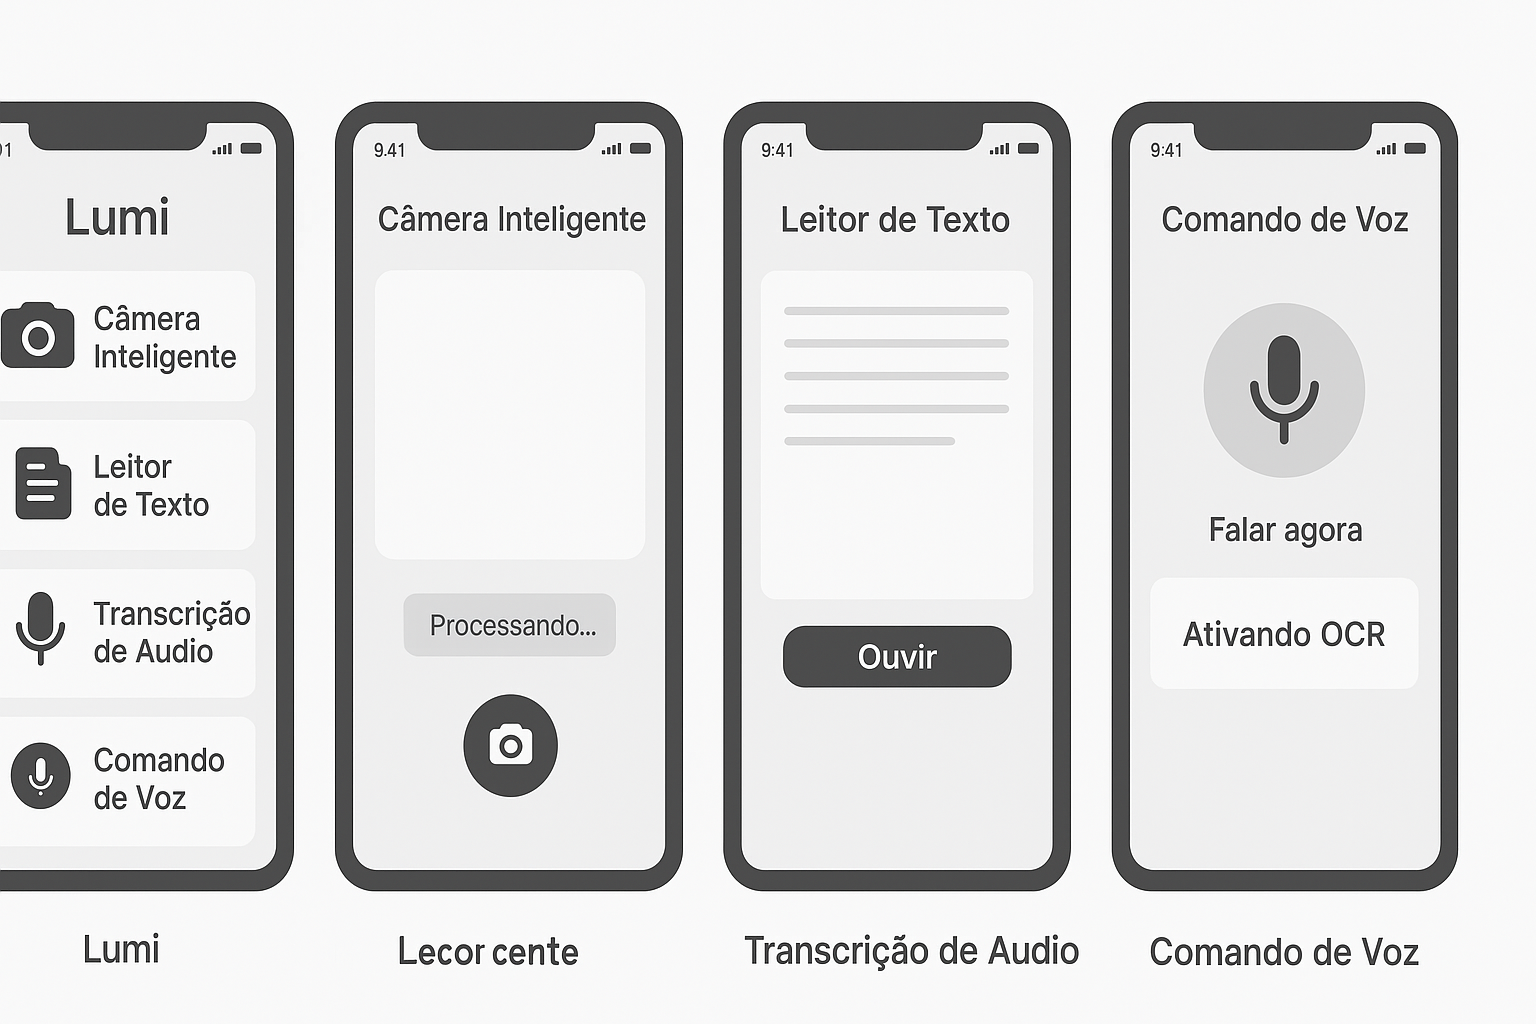 Lumi
Câmera
Inteligente
Leitor
de Texto
Transcrição
de Audio
Comando
de Voz
Lumi
9.41
Câmera Inteligente
Processando...
Lecor cente
9:41
Leitor de Texto
Ouvir
Transcrição de Audio
9:41
Comando de Voz
Falar agora
Ativando OCR
Comando de Voz